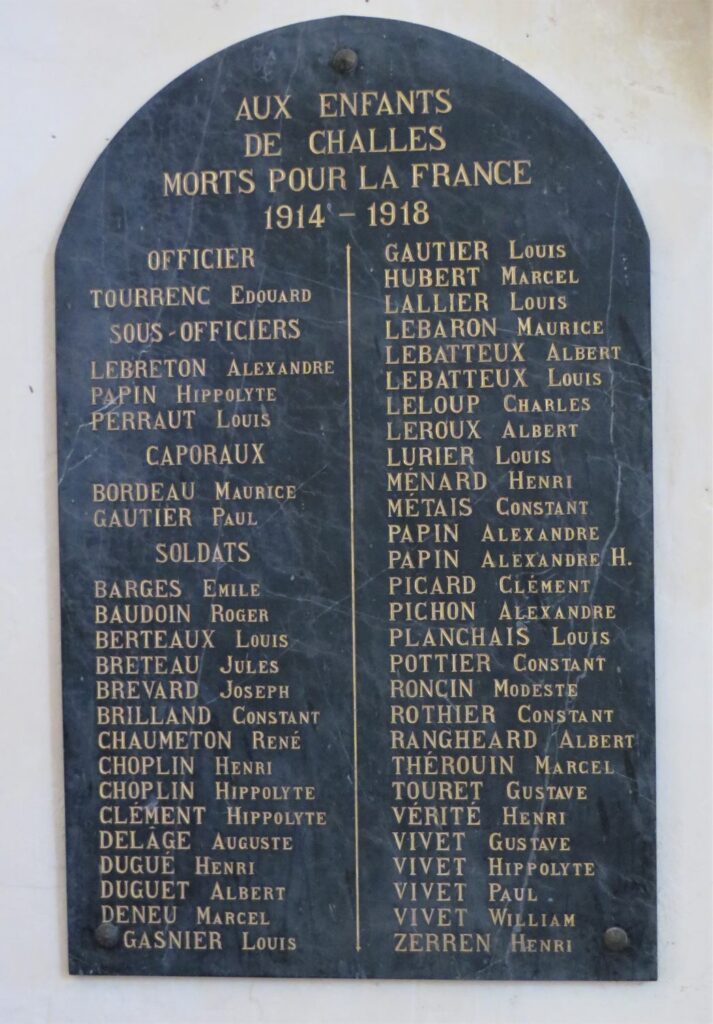 AUX ENFANTS
DE CHALLES
MORTS POUR LA FRANCE
1914 - 1918
OFFICIER
TOURRENC EDOUARD
SOUS-OFFICIERS
LEBRETON ALEXANDRE
PAPIN HIPPOLYTE
PERRAUT LOUIS
CAPORAUX
BORDEAU MAURICE
GAUTIER PAUL
SOLDATS
BARGES EMILE
BAUDOIN ROGER
BERTEAUX LOUIS
BRETEAU JULES
BREVARD JOSEPH
BRILLAND CONSTANT
CHAUMETON RENÉ
CHOPLIN HENRI
CHOPLIN HIPPOLYTE
CLÉMENT HIPPOLYTE
DELÂGE AUGUSTE
DUGUÉ HENRI
DUGUET ALBERT
DENEU MARCEL
GASNIER LOUIS
GAUTIER LOUIS
HUBERT MARCEL
LALLIER LOUIS
LEBARON MAURICE
LEBATTEUX ALBERT
LEBATTEUX LOUIS
LELOUP CHARLES
LEROUX ALBERT
LURIER LOUIS
MÉNARD HENRI
MÉTAIS CONSTANT
PAPIN ALEXANDRE
PAPIN ALEXANDRE H.
PICARD CLÉMENT
PICHON ALEXANDRE
PLANCHAIS LOUIS
POTTIER CONSTANT
RONCIN MODESTE
ROTHIER CONSTANT
RANGHEARD ALBERT
THÉROUIN MARCEL
TOURET GUSTAVE
VÉRITÉ HENRI
VIVET GUSTAVE
VIVET HIPPOLYTE
VIVET PAUL
VIVET WILLIAM
ZERREN HENRI